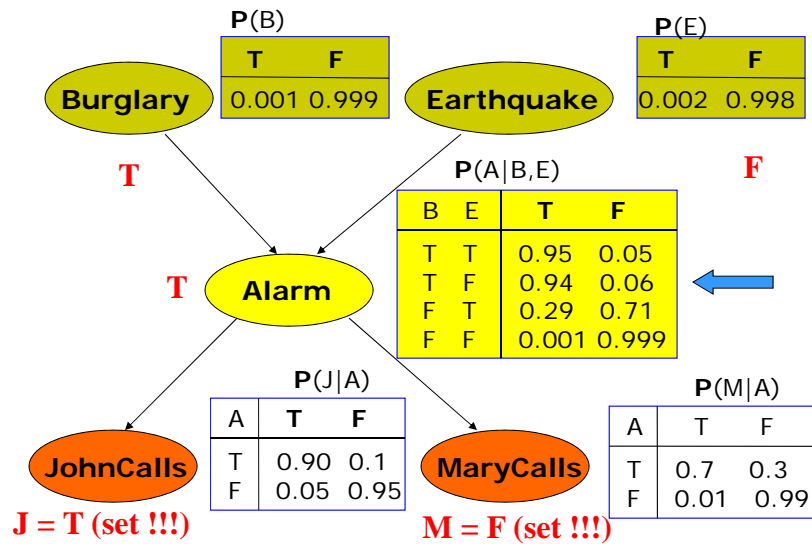 P(B)
T F
0.001 0.999
P(E)
T F
0.002 0.998
Burglary
Earthquake
T
F
P(A|B,E)
B E T F
T T 0.95 0.05
T F 0.94 0.06
F T 0.29 0.71
F F 0.001 0.999
T
Alarm
P(J|A)
A T F
T 0.90 0.1
F 0.05 0.95
P(M|A)
A T F
T 0.7 0.3
F 0.01 0.99
JohnCalls
MaryCalls
J = T (set !!!)
M = F (set !!!)